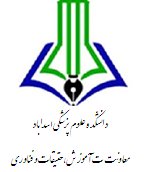 دانشکده علوم پزشکی اسدآباد
معاونت آموزش، تحقیقات و فناوری